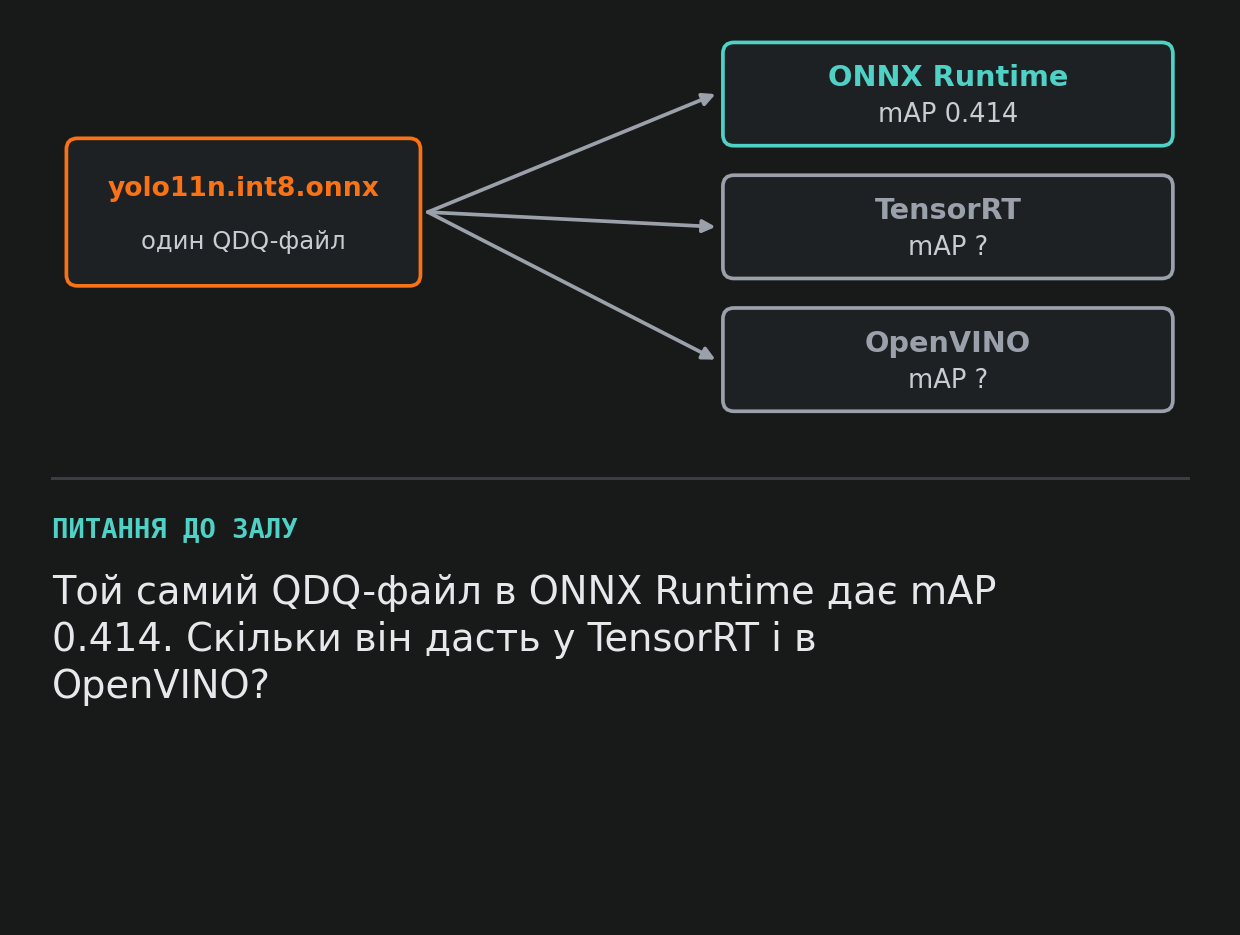 yolo11n.int8.onnx
один QDQ-файл
ONNX Runtime
mAP 0.414
TensorRT
mAP ?
OpenVINO
mAP ?
ПИТАННЯ ДО ЗАЛУ
Той самий QDQ-файл в ONNX Runtime дає mAP
0.414. Скільки він дасть у TensorRT і в
OpenVINO?